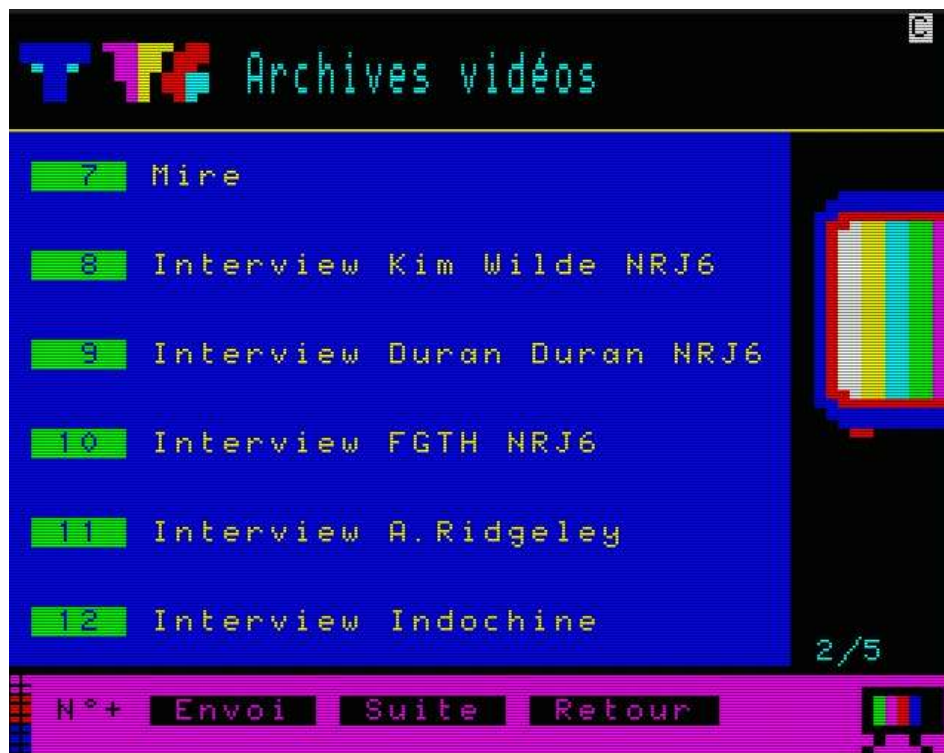 C
TV6 Archives vidéos
7 Mire
8 Interview Kim Wilde NRJ6
9 Interview Duran Duran NRJ6
10 Interview FGTH NRJ6
11 Interview A.Ridgeley
12 Interview Indochine
2/5
N°+ Envoi Suite Retour